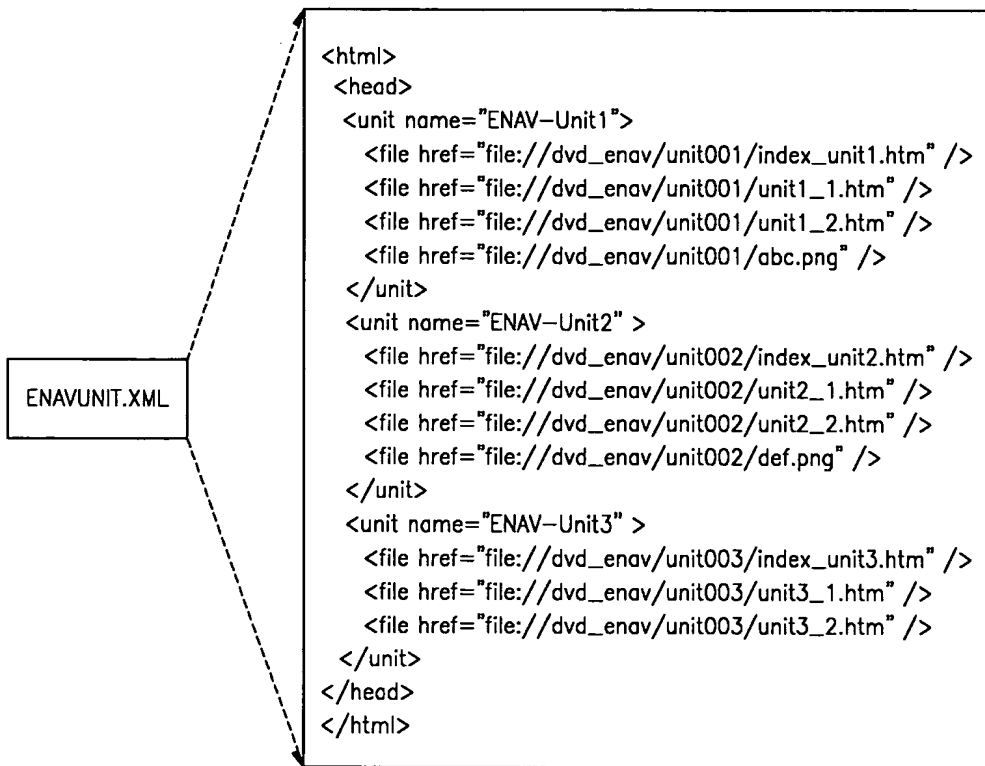 <html>
<head>
<unit name="ENAV-Unit1">
<file href="file://dvd_enav/unit001/index_unit1.htm" />
<file href="file://dvd_enav/unit001/unit1_1.htm" />
<file href="file://dvd_enav/unit001/unit1_2.htm" />
<file href="file://dvd_enav/unit001/abc.png" />
</unit>
<unit name="ENAV-Unit2" >
<file href="file://dvd_enav/unit002/index_unit2.htm" />
<file href="file://dvd_enav/unit002/unit2_1.htm" />
<file href="file://dvd_enav/unit002/unit2_2.htm" />
<file href="file://dvd_enav/unit002/def.png" />
</unit>
<unit name="ENAV-Unit3" >
<file href="file://dvd_enav/unit003/index_unit3.htm" />
<file href="file://dvd_enav/unit003/unit3_1.htm" />
<file href="file://dvd_enav/unit003/unit3_2.htm" />
</unit>
</head>
</html>
ENAVUNIT.XML